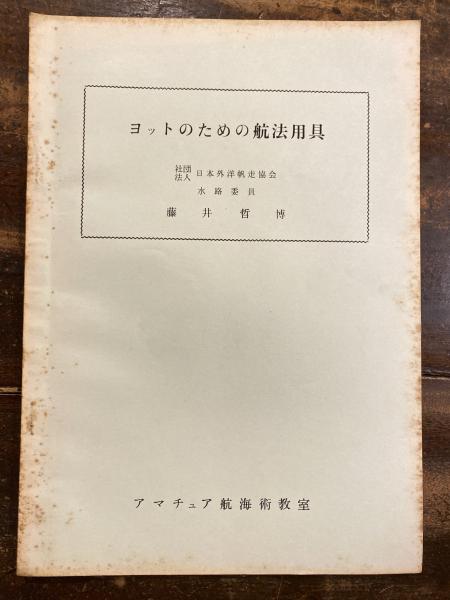 ヨットのための航法用具
社団法人 日本外洋帆走協会
水路委員
藤井哲博
アマチュア航海術教室